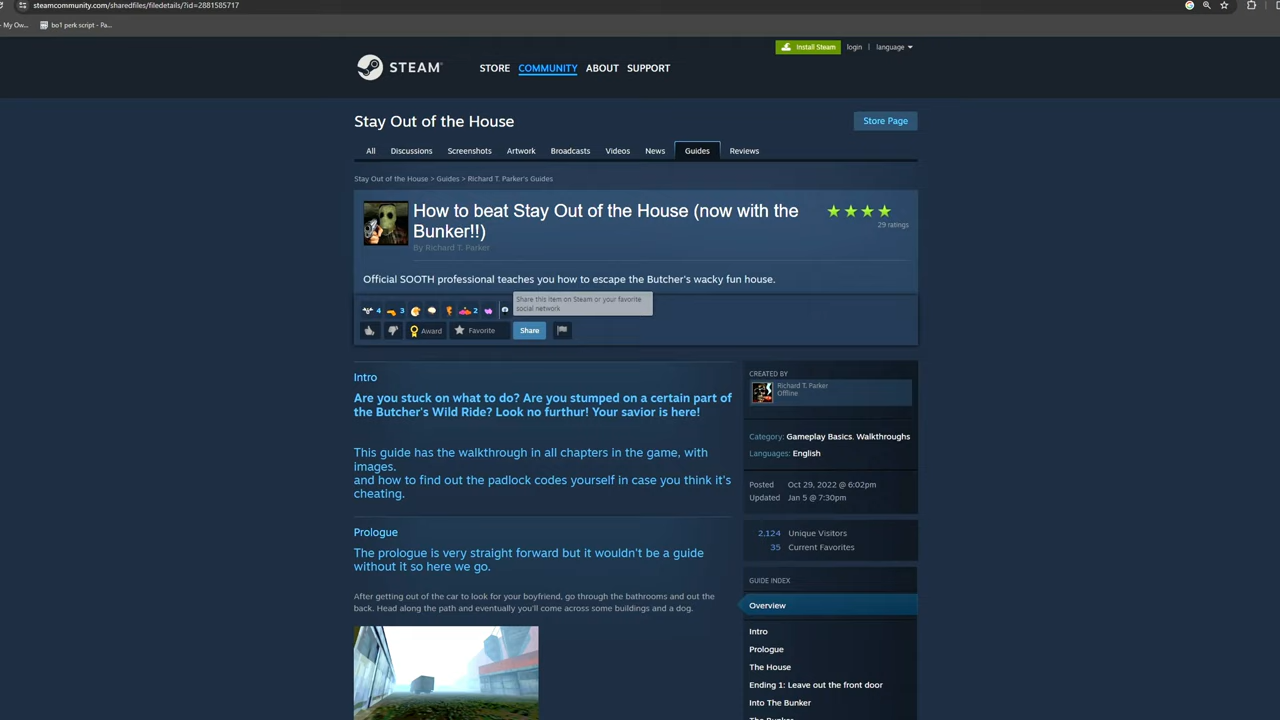 steamcommunity.com/sharedfiles/filedetails/?id=2881585717
- My Ow...
bo1 perk script - Pa...
Install Steam
login
|
language
STEAM
STORE
COMMUNITY
ABOUT
SUPPORT
Stay Out of the House
Store Page
All
Discussions
Screenshots
Artwork
Broadcasts
Videos
News
Guides
Reviews
Stay Out of the House > Guides > Richard T. Parker's Guides
How to beat Stay Out of the House (now with the
Bunker!!)
By Richard T. Parker
29 ratings
Official SOOTH professional teaches you how to escape the Butcher's wacky fun house.
4
3
2
Share this item on Steam or your favorite
social network
Award
Favorite
Share
Intro
Are you stuck on what to do? Are you stumped on a certain part of
the Butcher's Wild Ride? Look no furthur! Your savior is here!
This guide has the walkthrough in all chapters in the game, with
images.
and how to find out the padlock codes yourself in case you think it's
cheating.
Prologue
The prologue is very straight forward but it wouldn't be a guide
without it so here we go.
After getting out of the car to look for your boyfriend, go through the bathrooms and out the
back. Head along the path and eventually you'll come across some buildings and a dog.
CREATED BY
Richard T. Parker
Offline
Category: Gameplay Basics, Walkthroughs
Languages: English
Posted Oct 29, 2022 @ 6:02pm
Updated Jan 5 @ 7:30pm
2,124 Unique Visitors
35 Current Favorites
GUIDE INDEX
Overview
Intro
Prologue
The House
Ending 1: Leave out the front door
Into The Bunker
The Bunker